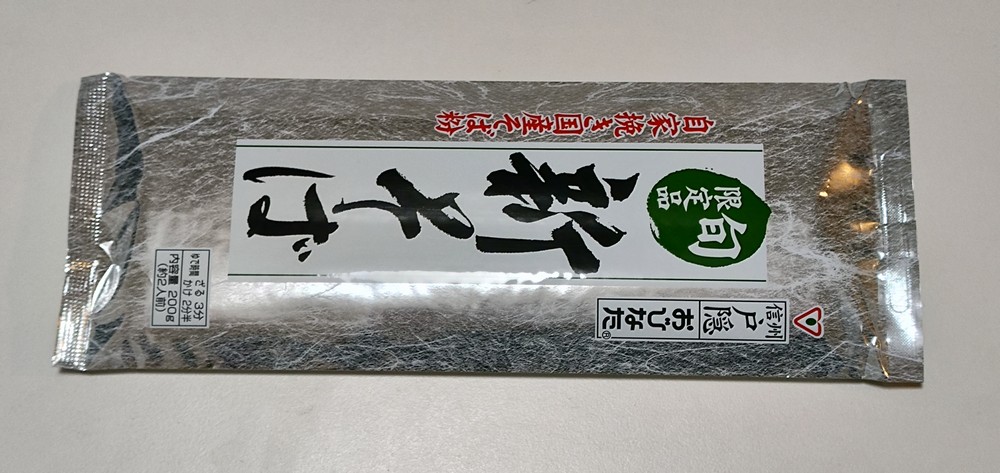 自家挽き国産そば粉
旬
限定品
新そば
信州
戸隠
おびなた®
ゆで時間
ざる 3分
かけ 2分半
内容量 200g
(約2人前)